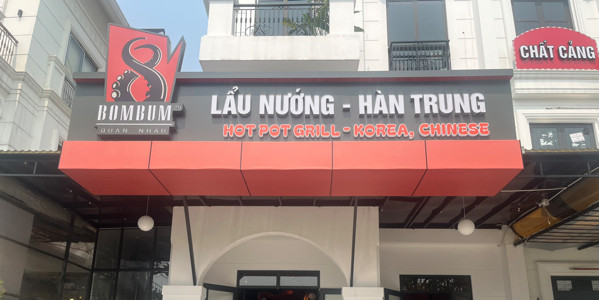 BOMBUM
QUÁN NHẬU
LẨU NƯỚNG - HÀN TRUNG
HOT POT GRILL - KOREA, CHINESE
CHẤT CẢNG